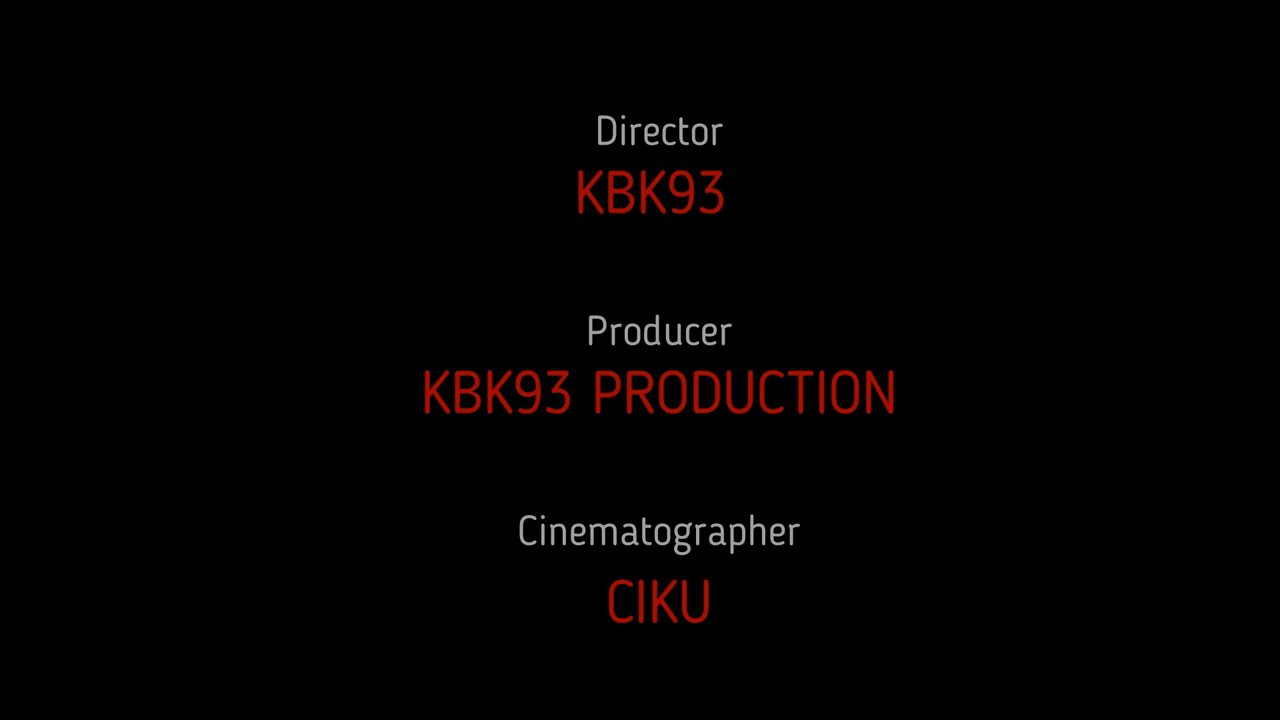 Director
KBK93
Producer
KBK93 PRODUCTION
Cinematographer
CIKU